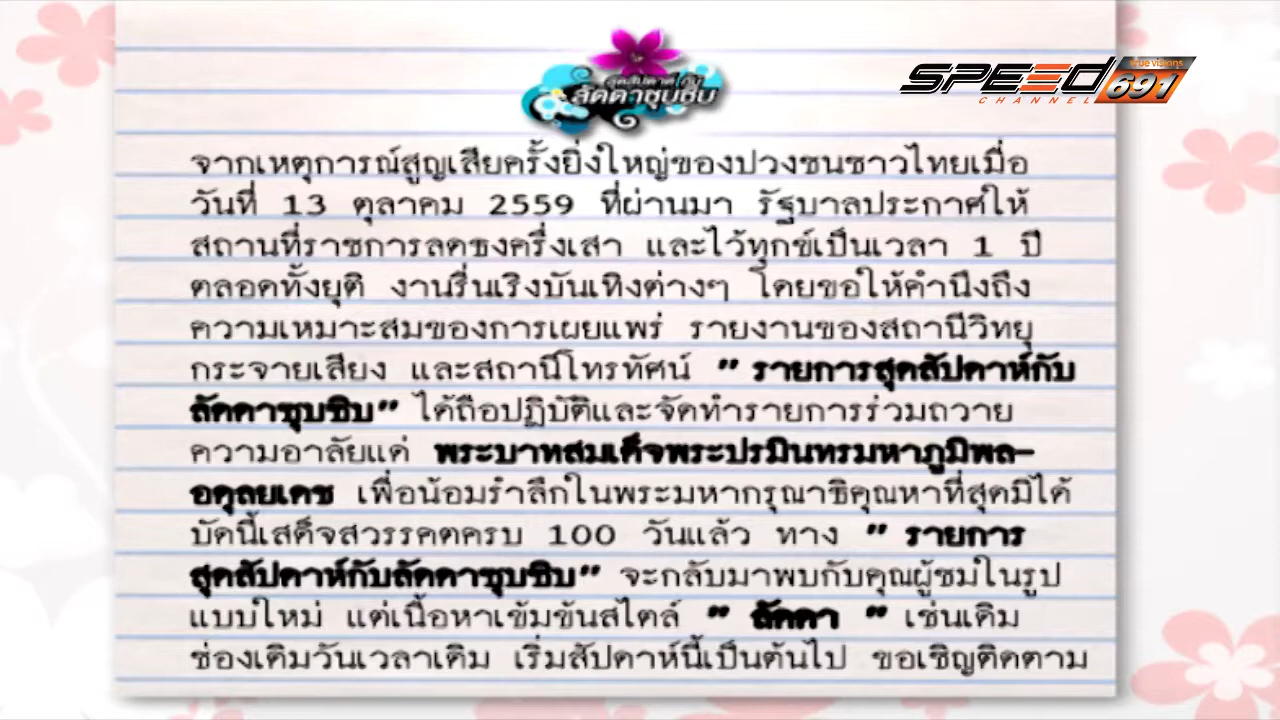 สุดสัปดาห์กับ
ลัดดาซุบซิบ
SPEED
CHANNEL
true visions
691
จากเหตุการณ์สูญเสียครั้งยิ่งใหญ่ของปวงชนชาวไทยเมื่อ
วันที่ 13 ตุลาคม 2559 ที่ผ่านมา รัฐบาลประกาศให้
สถานที่ราชการลดธงครึ่งเสา และไว้ทุกข์เป็นเวลา 1 ปี
ตลอดทั้งยุติ งานรื่นเริงบันเทิงต่างๆ โดยขอให้คำนึงถึง
ความเหมาะสมของการเผยแพร่ รายงานของสถานีวิทยุ
กระจายเสียง และสถานีโทรทัศน์ " รายการสุดสัปดาห์กับ
ลัดดาซุบซิบ" ได้ถือปฏิบัติและจัดทำรายการร่วมถวาย
ความอาลัยแด่ พระบาทสมเด็จพระปรมินทรมหาภูมิพล-
อดุลยเดช เพื่อน้อมรำลึกในพระมหากรุณาธิคุณหาที่สุดมิได้
บัดนี้เสด็จสวรรคตครบ 100 วันแล้ว ทาง " รายการ
สุดสัปดาห์กับลัดดาซุบซิบ" จะกลับมาพบกับคุณผู้ชมในรูป
แบบใหม่ แต่เนื้อหาเข้มข้นสไตล์ " ลัดดา " เช่นเดิม
ช่องเดิมวันเวลาเดิม เริ่มสัปดาห์นี้เป็นต้นไป ขอเชิญติดตาม